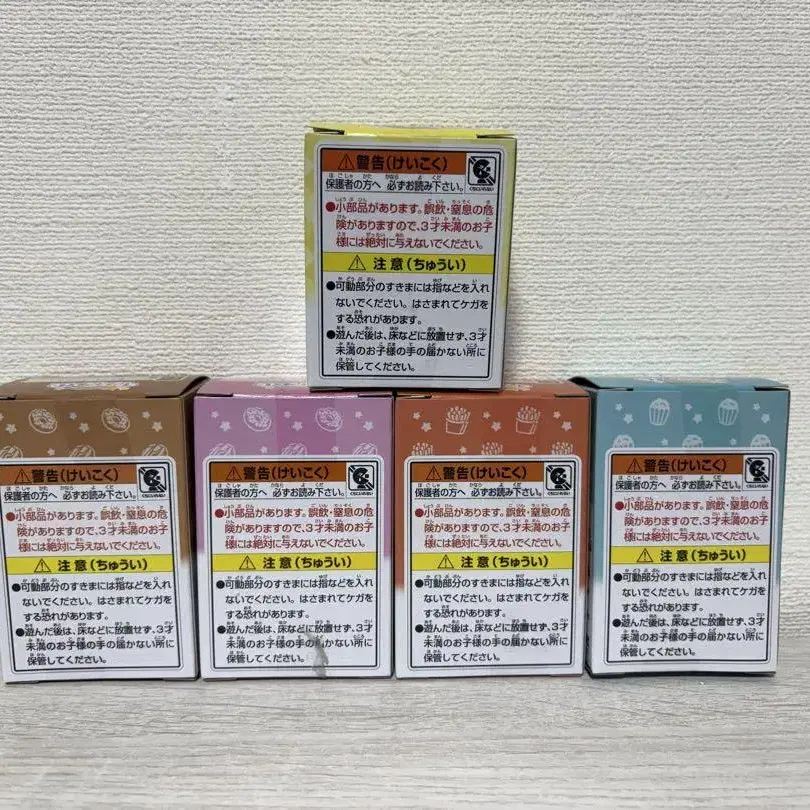 ⚠警告(けいこく)
保護者の方へ 必ずお読み下さい。
●小部品があります。誤飲・窒息の危
険がありますので、3才未満のお子
様には絶対に与えないでください。
⚠注意(ちゅうい)
●可動部分のすきまには指などを入れ
ないでください。はさまれてケガを
する恐れがあります。
●遊んだ後は、床などに放置せず、3才
未満のお子様の手の届かない所に
保管してください。
⚠警告(けいこく)
保護者の方へ 必ずお読み下さい。
●小部品があります。誤飲・窒息の危
険がありますので、3才未満のお子
様には絶対に与えないでください。
⚠注意(ちゅうい)
●可動部分のすきまには指などを入れ
ないでください。はさまれてケガを
する恐れがあります。
●遊んだ後は、床などに放置せず、3才
未満のお子様の手の届かない所に
保管してください。
⚠警告(けいこく)
保護者の方へ 必ずお読み下さい。
●小部品があります。誤飲・窒息の危
険がありますので、3才未満のお子
様には絶対に与えないでください。
⚠注意(ちゅうい)
●可動部分のすきまには指などを入れ
ないでください。はさまれてケガを
する恐れがあります。
●遊んだ後は、床などに放置せず、3才
未満のお子様の手の届かない所に
保管してください。
⚠警告(けいこく)
保護者の方へ 必ずお読み下さい。
●小部品があります。誤飲・窒息の危
険がありますので、3才未満のお子
様には絶対に与えないでください。
⚠注意(ちゅうい)
●可動部分のすきまには指などを入れ
ないでください。はさまれてケガを
する恐れがあります。
●遊んだ後は、床などに放置せず、3才
未満のお子様の手の届かない所に
保管してください。
⚠警告(けいこく)
保護者の方へ 必ずお読み下さい。
●小部品があります。誤飲・窒息の危
険がありますので、3才未満のお子
様には絶対に与えないでください。
⚠注意(ちゅうい)
●可動部分のすきまには指などを入れ
ないでください。はさまれてケガを
する恐れがあります。
●遊んだ後は、床などに放置せず、3才
未満のお子様の手の届かない所に
保管してください。